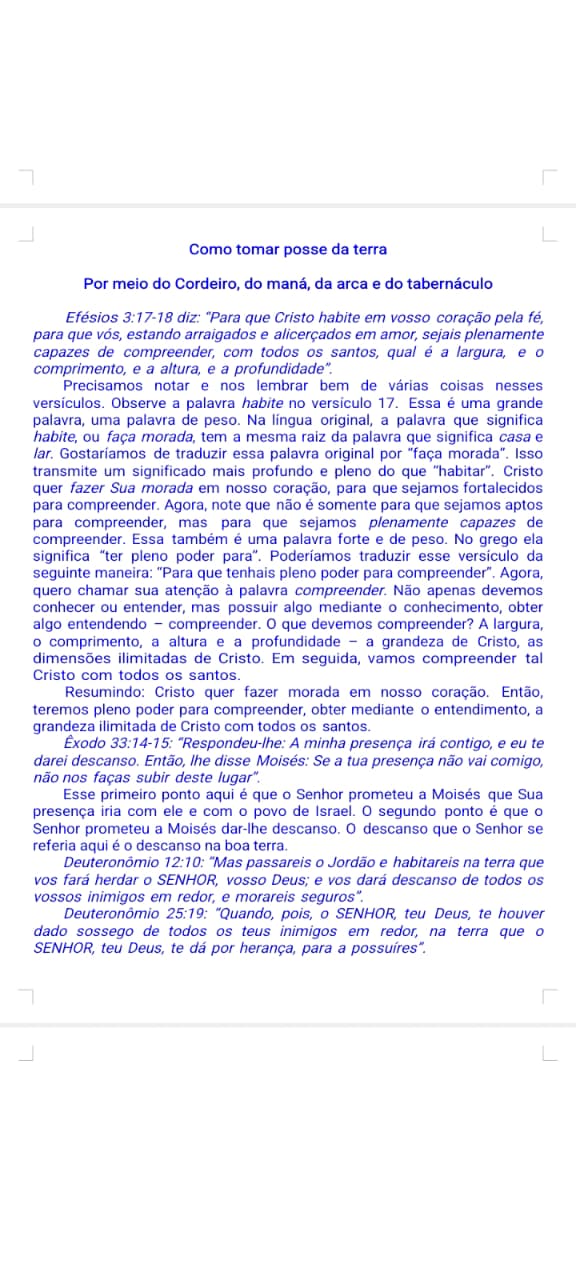 Como tomar posse da terra
Por meio do Cordeiro, do maná, da arca e do tabernáculo
Efésios 3:17-18 diz: “Para que Cristo habite em vosso coração pela fé,
para que vós, estando arraigados e alicerçados em amor, sejais plenamente
capazes de compreender, com todos os santos, qual é a largura, e o
comprimento, e a altura, e a profundidade”.
Precisamos notar e nos lembrar bem de várias coisas nesses
versículos. Observe a palavra habite no versículo 17. Essa é uma grande
palavra, uma palavra de peso. Na língua original, a palavra que significa
habite, ou faça morada, tem a mesma raiz da palavra que significa casa e
lar. Gostaríamos de traduzir essa palavra original por “faça morada”. Isso
transmite um significado mais profundo e pleno do que “habitar”. Cristo
quer fazer Sua morada em nosso coração, para que sejamos fortalecidos
para compreender. Agora, note que não é somente para que sejamos aptos
para compreender, mas para que sejamos plenamente capazes de
compreender. Essa também é uma palavra forte e de peso. No grego ela
significa “ter pleno poder para”. Poderíamos traduzir esse versículo da
seguinte maneira: “Para que tenhais pleno poder para compreender”. Agora,
quero chamar sua atenção à palavra compreender. Não apenas devemos
conhecer ou entender, mas possuir algo mediante o conhecimento, obter
algo entendendo – compreender. O que devemos compreender? A largura,
o comprimento, a altura e a profundidade – a grandeza de Cristo, as
dimensões ilimitadas de Cristo. Em seguida, vamos compreender tal
Cristo com todos os santos.
Resumindo: Cristo quer fazer morada em nosso coração. Então,
teremos pleno poder para compreender, obter mediante o entendimento, a
grandeza ilimitada de Cristo com todos os santos.
Êxodo 33:14-15: “Respondeu-lhe: A minha presença irá contigo, e eu te
darei descanso. Então, lhe disse Moisés: Se a tua presença não vai comigo,
não nos faças subir deste lugar”.
Esse primeiro ponto aqui é que o Senhor prometeu a Moisés que Sua
presença iria com ele e com o povo de Israel. O segundo ponto é que o
Senhor prometeu a Moisés dar-lhe descanso. O descanso que o Senhor se
referia aqui é o descanso na boa terra.
Deuteronômio 12:10: “Mas passareis o Jordão e habitareis na terra que
vos fará herdar o SENHOR, vosso Deus; e vos dará descanso de todos os
vossos inimigos em redor, e morareis seguros”.
Deuteronômio 25:19: “Quando, pois, o SENHOR, teu Deus, te houver
dado sossego de todos os teus inimigos em redor, na terra que o
SENHOR, teu Deus, te dá por herança, para a possuíres”.